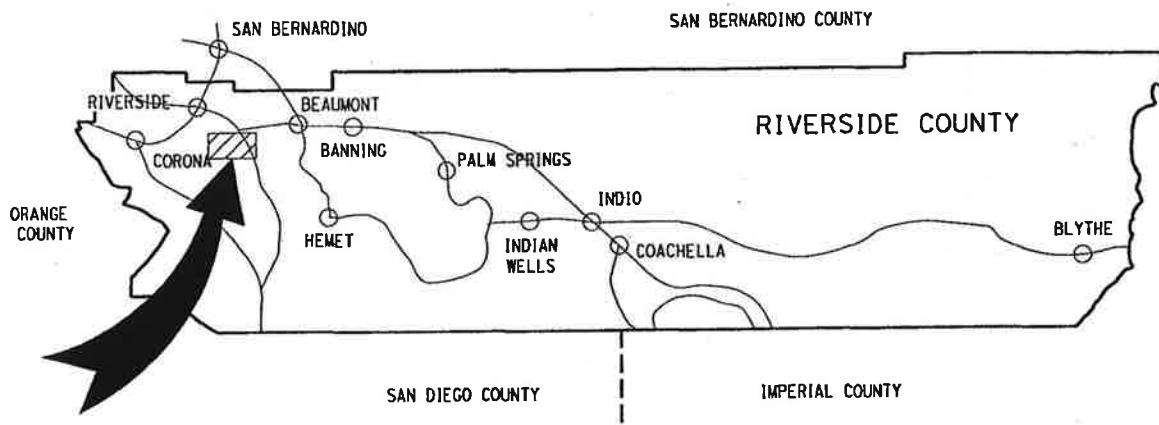 SAN BERNARDINO COUNTY
SAN BERNARDINO
RIVERSIDE
BEAUMONT
RIVERSIDE COUNTY
CORONA
BANNING
PALM SPRINGS
ORANGE
COUNTY
HEMET
INDIO
INDIAN
WELLS
COACHELLA
BLYTHE
SAN DIEGO COUNTY
IMPERIAL COUNTY